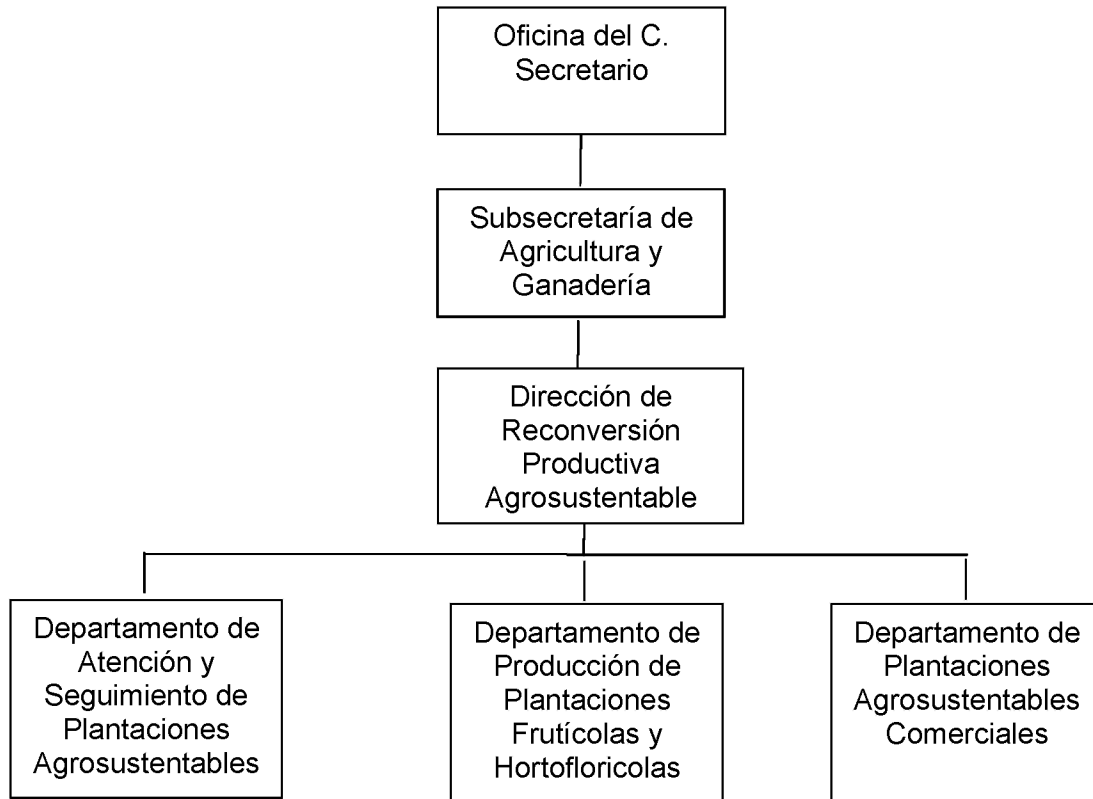 Oficina del C.
Secretario
Subsecretaría de
Agricultura y
Ganadería
Dirección de
Reconversión
Productiva
Agrosustentable
Departamento de
Atención y
Seguimiento de
Plantaciones
Agrosustentables
Departamento de
Producción de
Plantaciones
Frutícolas y
Hortofloricolas
Departamento de
Plantaciones
Agrosustentables
Comerciales